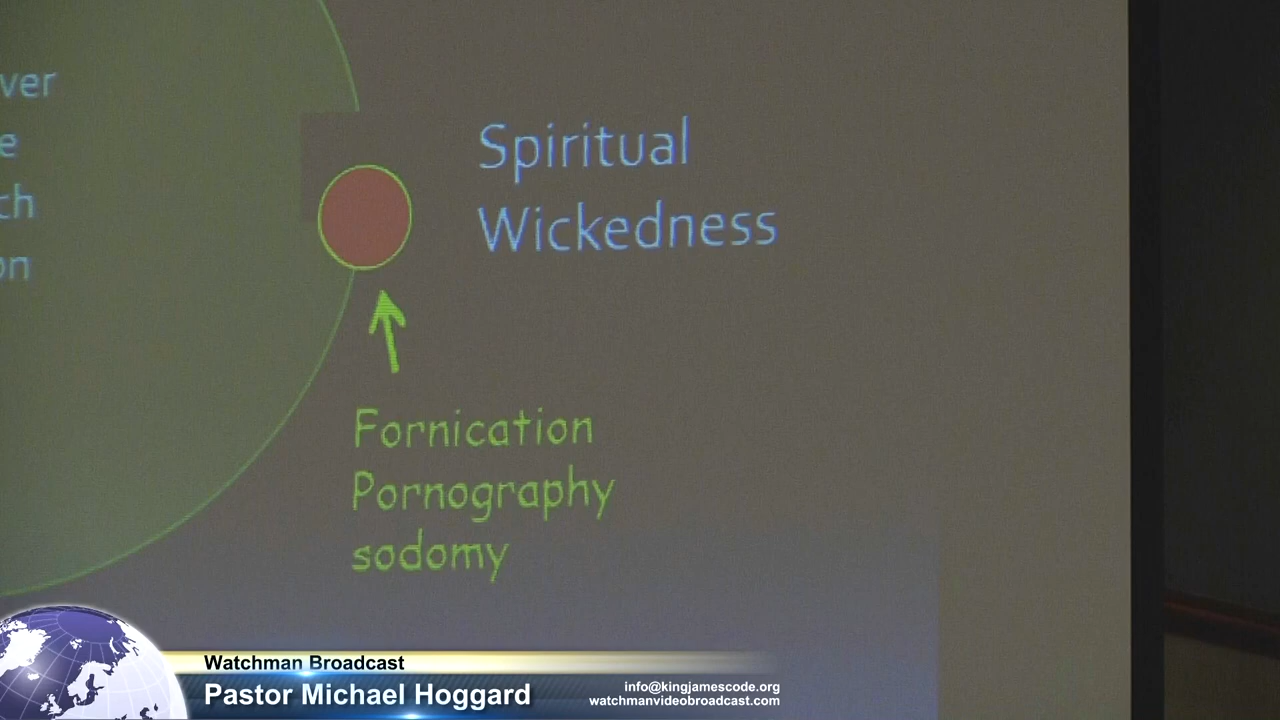 Spiritual
Wickedness
Fornication
Pornography
sodomy
Watchman Broadcast
Pastor Michael Hoggard
info@kingjamescode.org
watchmanvideobroadcast.com